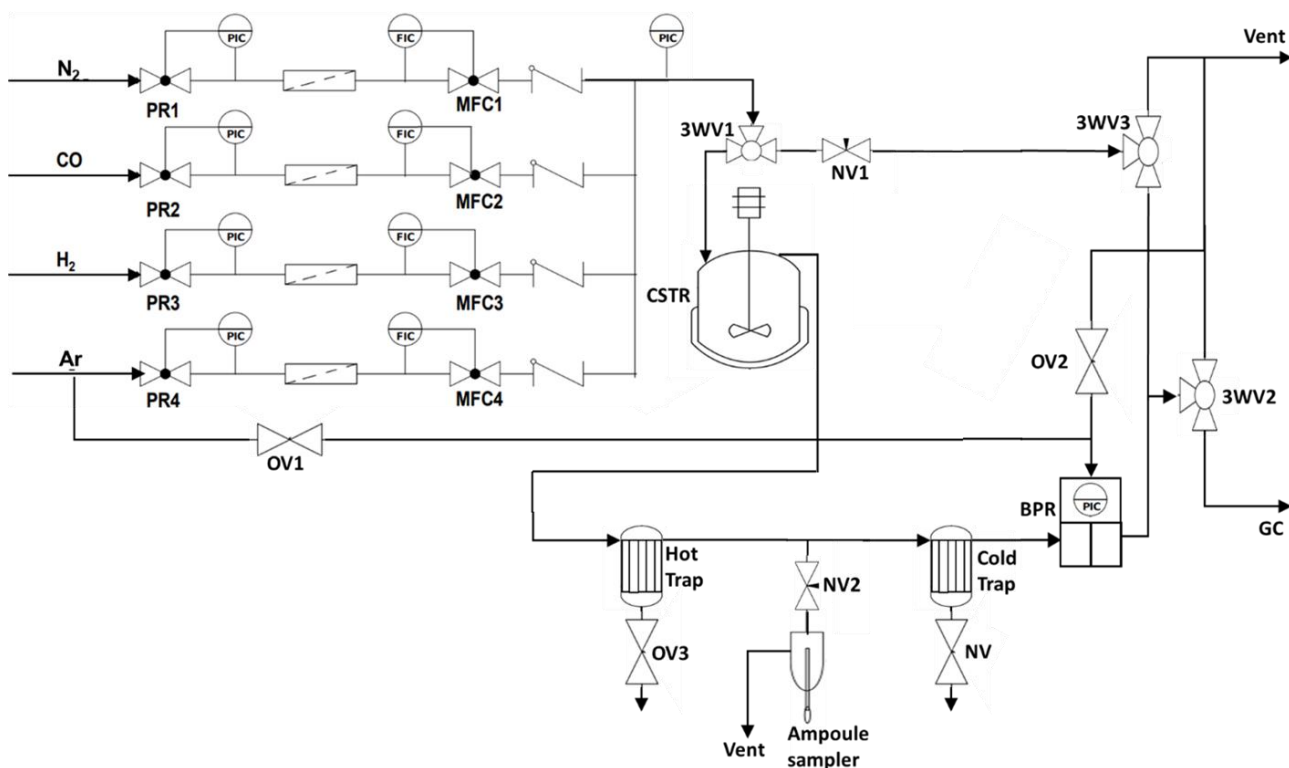 PIC
FIC
PIC
Vent
N₂
PR1
MFC1
3WV1
3WV3
PIC
FIC
CO
NV1
PR2
MFC2
PIC
FIC
H₂
CSTR
PR3
MFC3
PIC
FIC
Ar
OV2
PR4
MFC4
3WV2
OV1
BPR
PIC
GC
Hot
Trap
Cold
Trap
NV2
OV3
NV
Vent
Ampoule
sampler